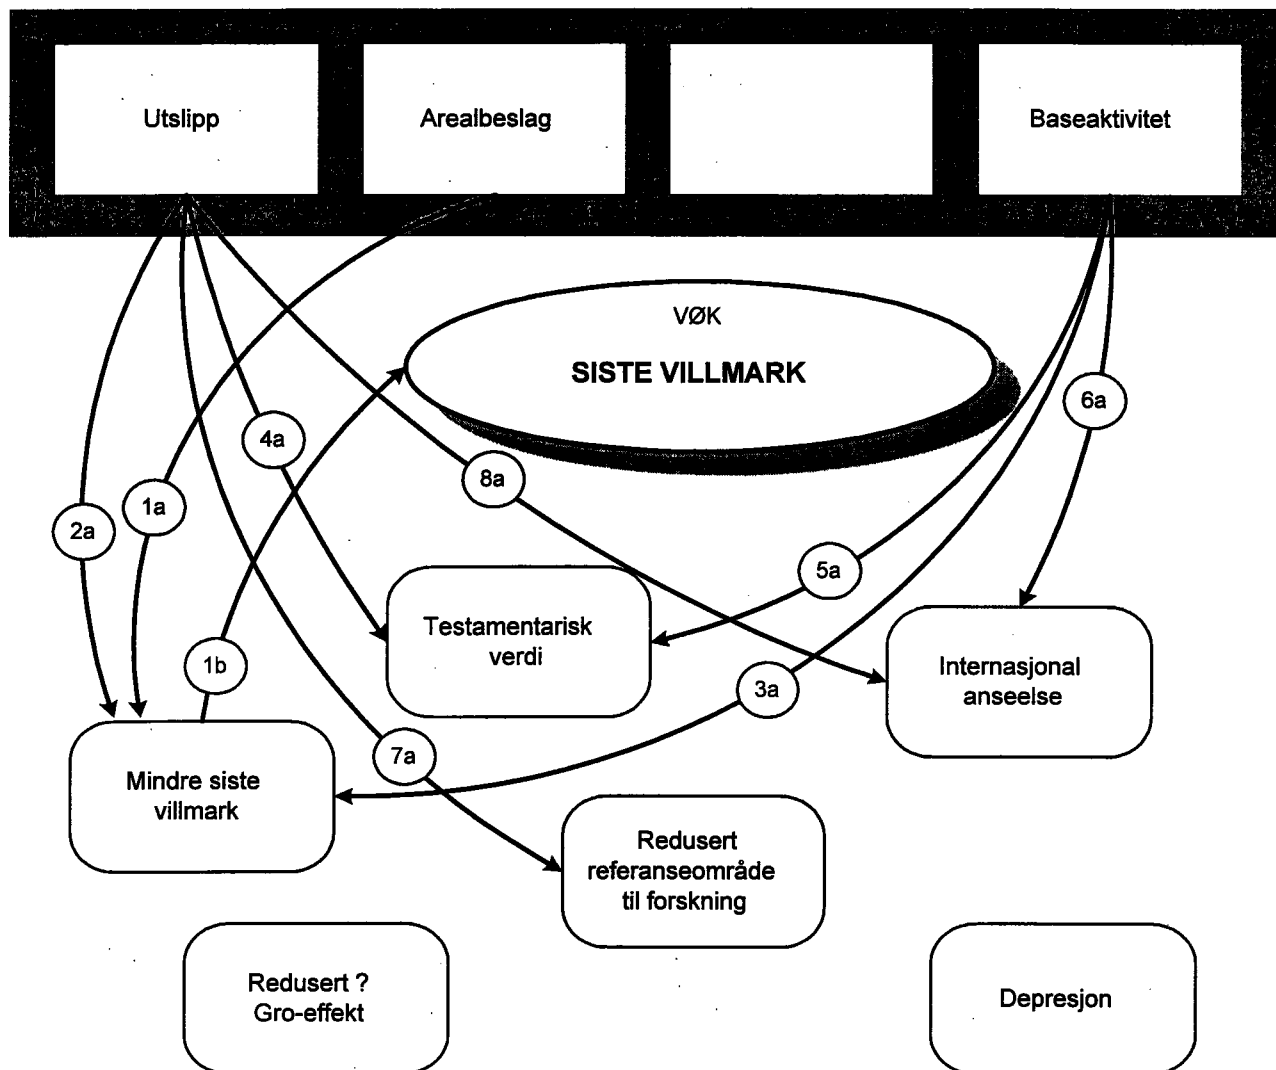 Utslipp
Arealbeslag
Baseaktivitet
VØK
SISTE VILLMARK
6a
4a
8a
1a
2a
5a
1b
3a
7a
Testamentarisk
verdi
Internasjonal
anseelse
Mindre siste
villmark
Redusert
referanseområde
til forskning
Redusert ?
Gro-effekt
Depresjon